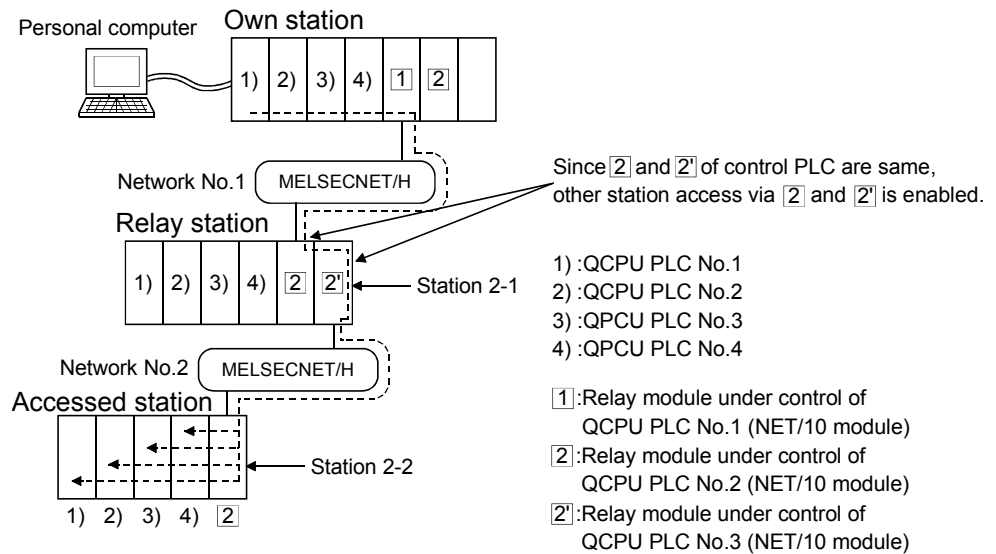 Personal computer
Own station
1) 2) 3) 4) 1 2
Network No.1
MELSECNET/H
Since 2 and 2' of control PLC are same,
other station access via 2 and 2' is enabled.
Relay station
1) 2) 3) 4) 2 2'
Station 2-1
1) :QCPU PLC No.1
2) :QCPU PLC No.2
3) :QPCU PLC No.3
4) :QPCU PLC No.4
Network No.2
MELSECNET/H
Accessed station
Station 2-2
1) 2) 3) 4) 2
1 :Relay module under control of
QCPU PLC No.1 (NET/10 module)
2 :Relay module under control of
QCPU PLC No.2 (NET/10 module)
2' :Relay module under control of
QCPU PLC No.3 (NET/10 module)